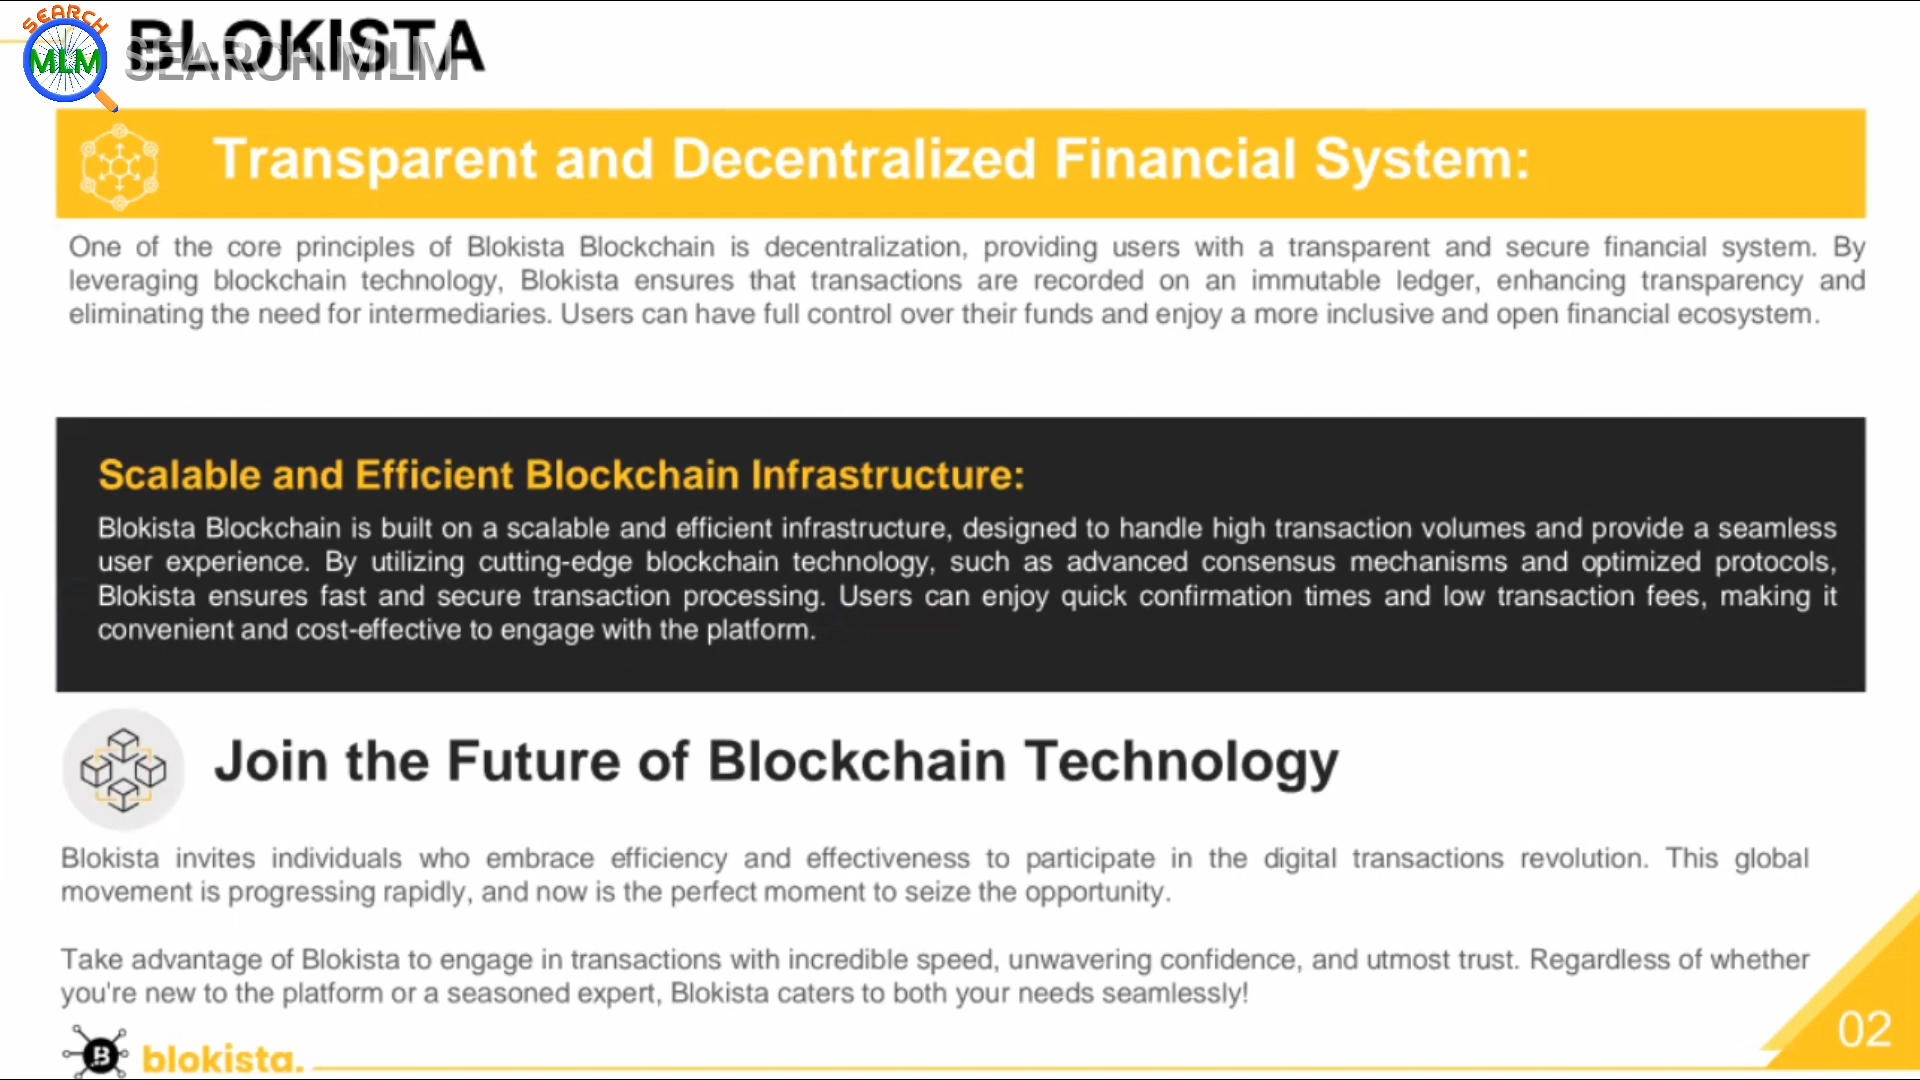 SEARCH
MLM
SEARCH MLM
BLOKISTA
Transparent and Decentralized Financial System:
One of the core principles of Blokista Blockchain is decentralization, providing users with a transparent and secure financial system. By
leveraging blockchain technology, Blokista ensures that transactions are recorded on an immutable ledger, enhancing transparency and
eliminating the need for intermediaries. Users can have full control over their funds and enjoy a more inclusive and open financial ecosystem.
Scalable and Efficient Blockchain Infrastructure:
Blokista Blockchain is built on a scalable and efficient infrastructure, designed to handle high transaction volumes and provide a seamless
user experience. By utilizing cutting-edge blockchain technology, such as advanced consensus mechanisms and optimized protocols,
Blokista ensures fast and secure transaction processing. Users can enjoy quick confirmation times and low transaction fees, making it
convenient and cost-effective to engage with the platform.
Join the Future of Blockchain Technology
Blokista invites individuals who embrace efficiency and effectiveness to participate in the digital transactions revolution. This global
movement is progressing rapidly, and now is the perfect moment to seize the opportunity.
Take advantage of Blokista to engage in transactions with incredible speed, unwavering confidence, and utmost trust. Regardless of whether
you're new to the platform or a seasoned expert, Blokista caters to both your needs seamlessly!
B
blokista.
02